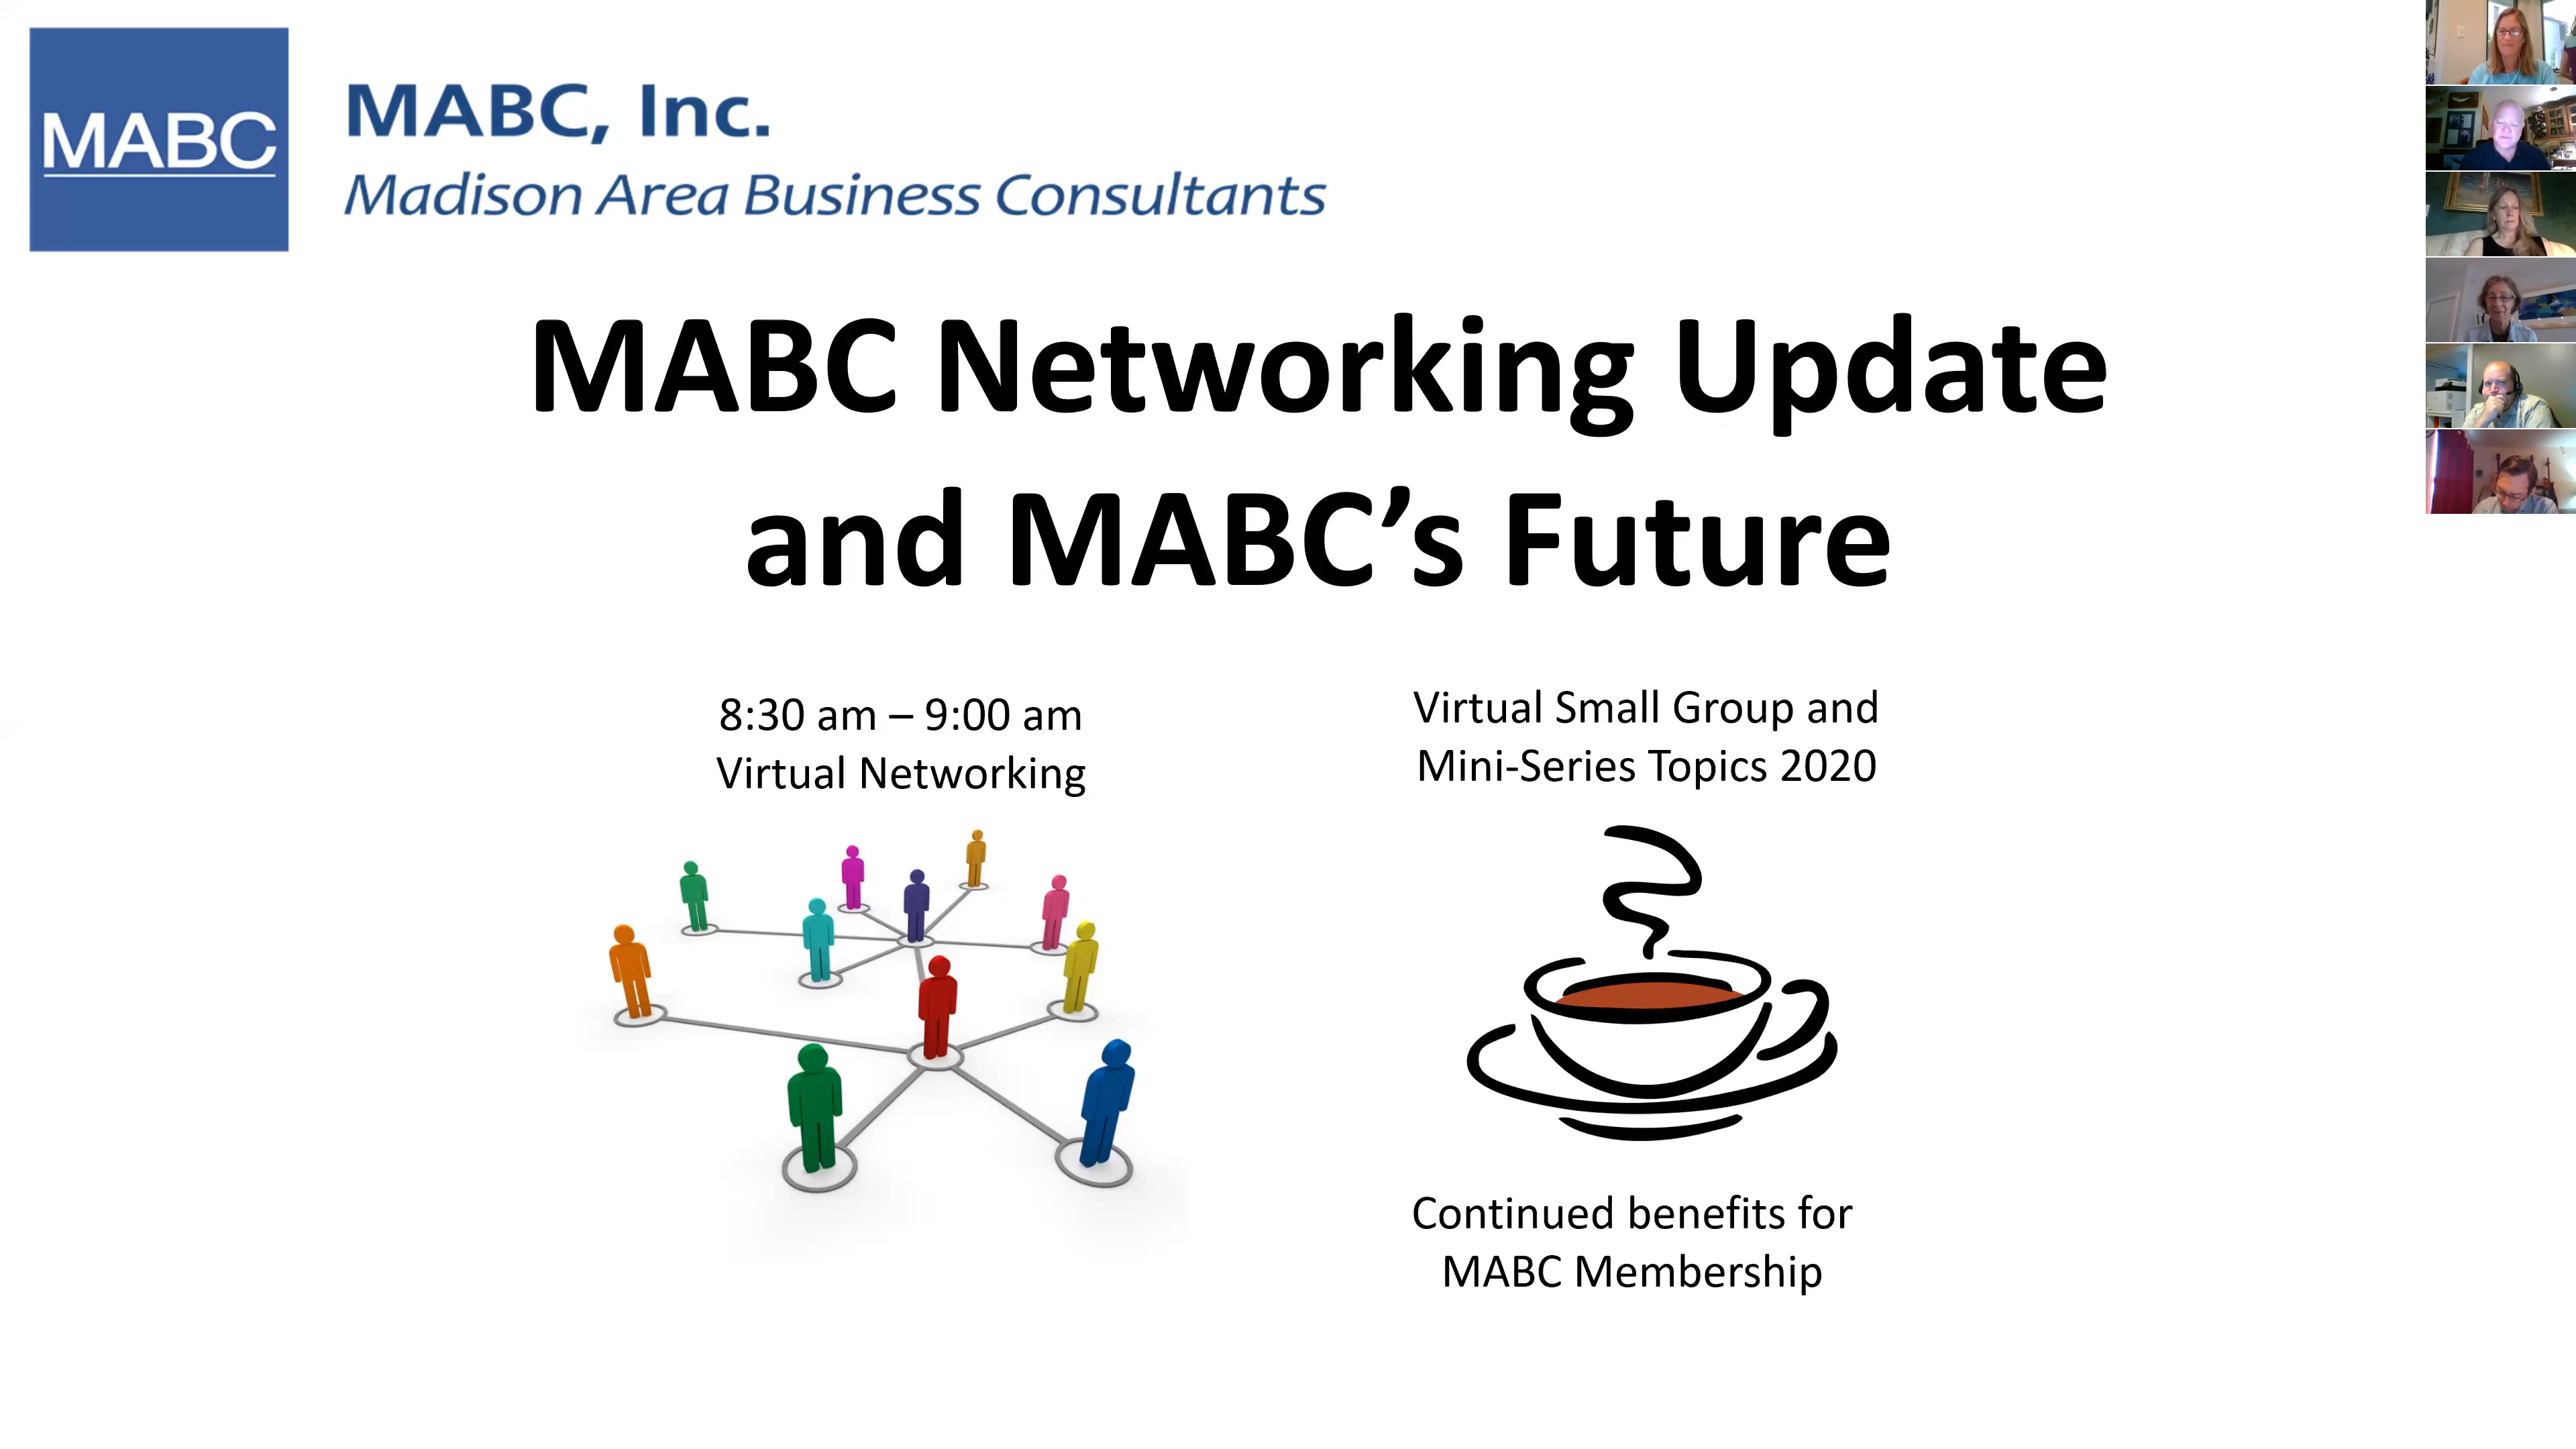 MABC
MABC, Inc.
Madison Area Business Consultants
MABC Networking Update
and MABC’s Future
8:30 am – 9:00 am
Virtual Networking
Virtual Small Group and
Mini-Series Topics 2020
Continued benefits for
MABC Membership